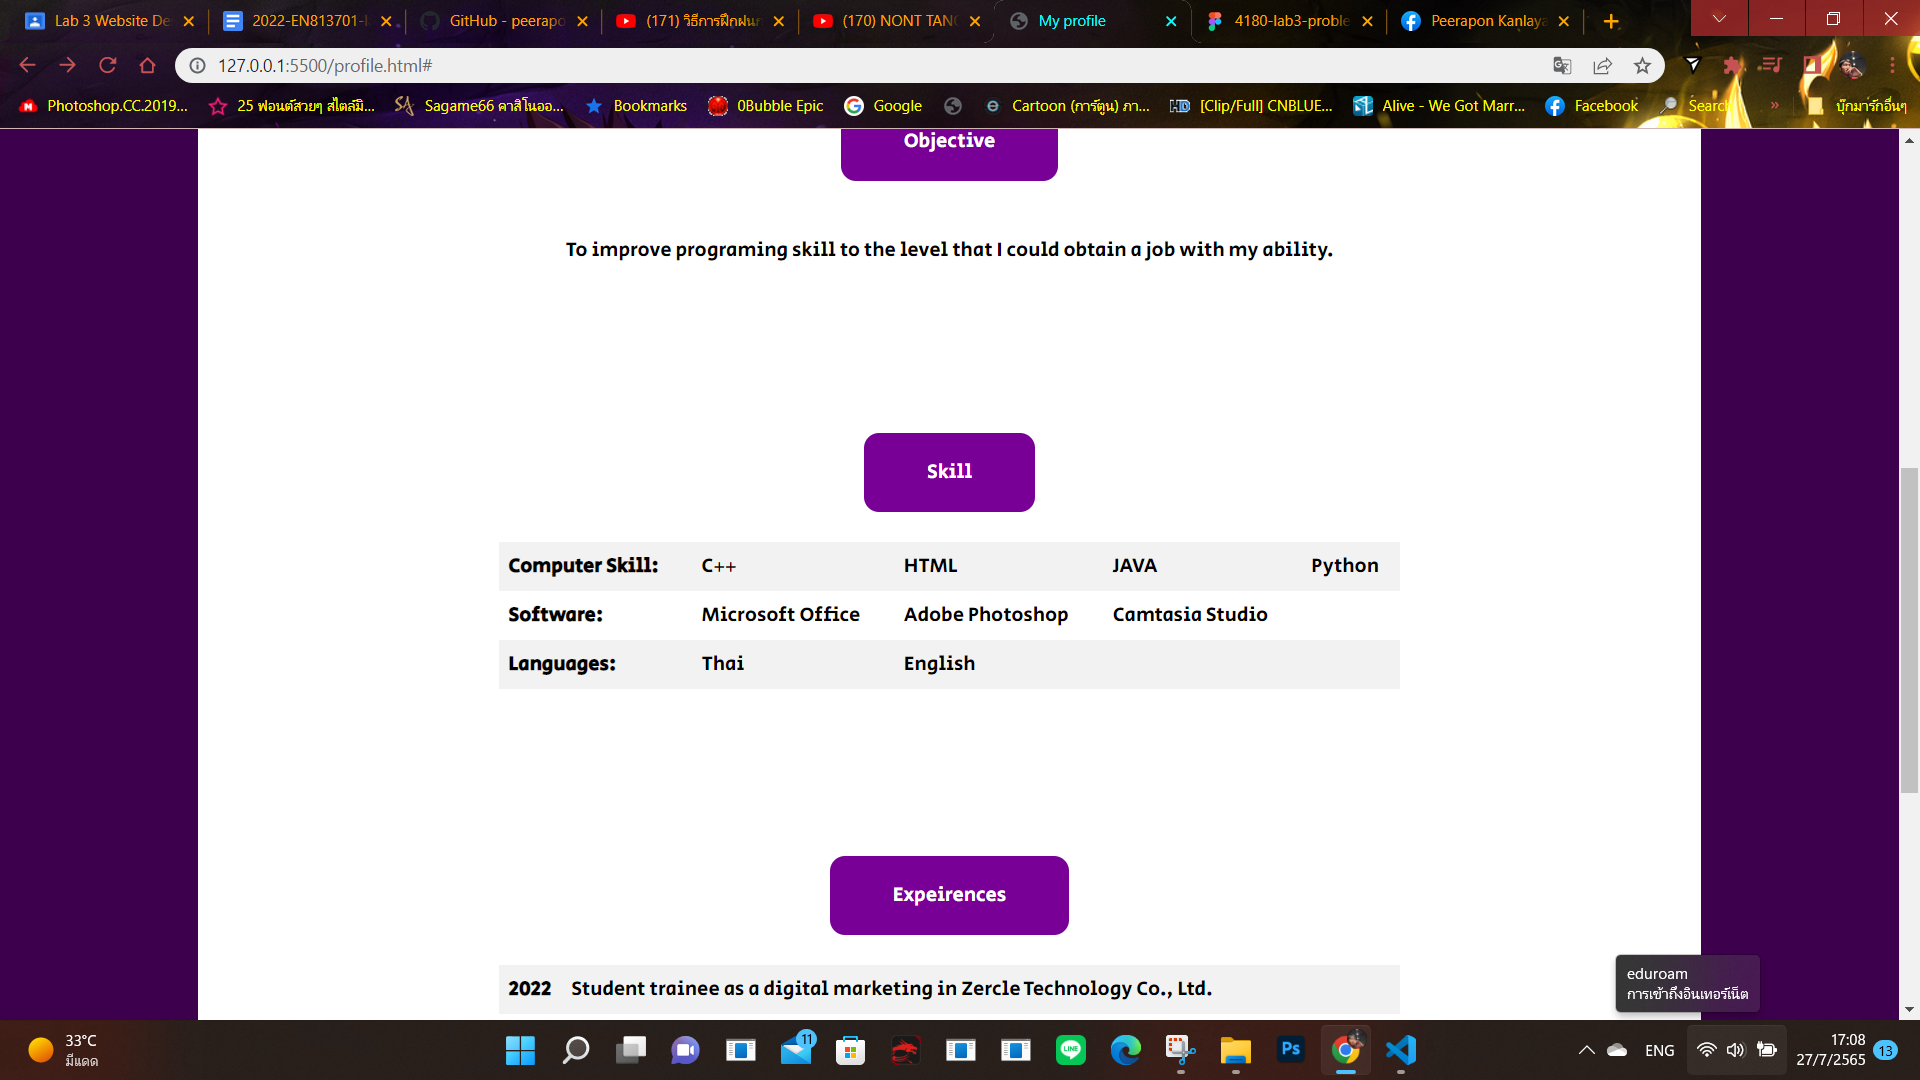 Lab 3 Website De
2022-EN813701-l
GitHub - peerapo
(171) วิธีการฝึกฝนก
(170) NONT TANO
My profile
4180-lab3-proble
Peerapon Kanlaya
127.0.0.1:5500/profile.html#
Photoshop.CC.2019...
25 ฟอนต์สวยๆ สไตล์มิ...
Sagame66 คาสิโนออ...
Bookmarks
0Bubble Epic
Google
Cartoon (การ์ตูน) ภา...
[Clip/Full] CNBLUE...
Alive - We Got Marr...
Facebook
Search
»
บุ๊กมาร์กอื่นๆ
Objective
To improve programing skill to the level that I could obtain a job with my ability.
Skill
Computer Skill: C++ HTML JAVA Python
Software: Microsoft Office Adobe Photoshop Camtasia Studio
Languages: Thai English
Expeirences
2022 Student trainee as a digital marketing in Zercle Technology Co., Ltd.
eduroam
การเข้าถึงอินเทอร์เน็ต
33°C
มีแดด
11
LINE
Ps
ENG
17:08
27/7/2565
13